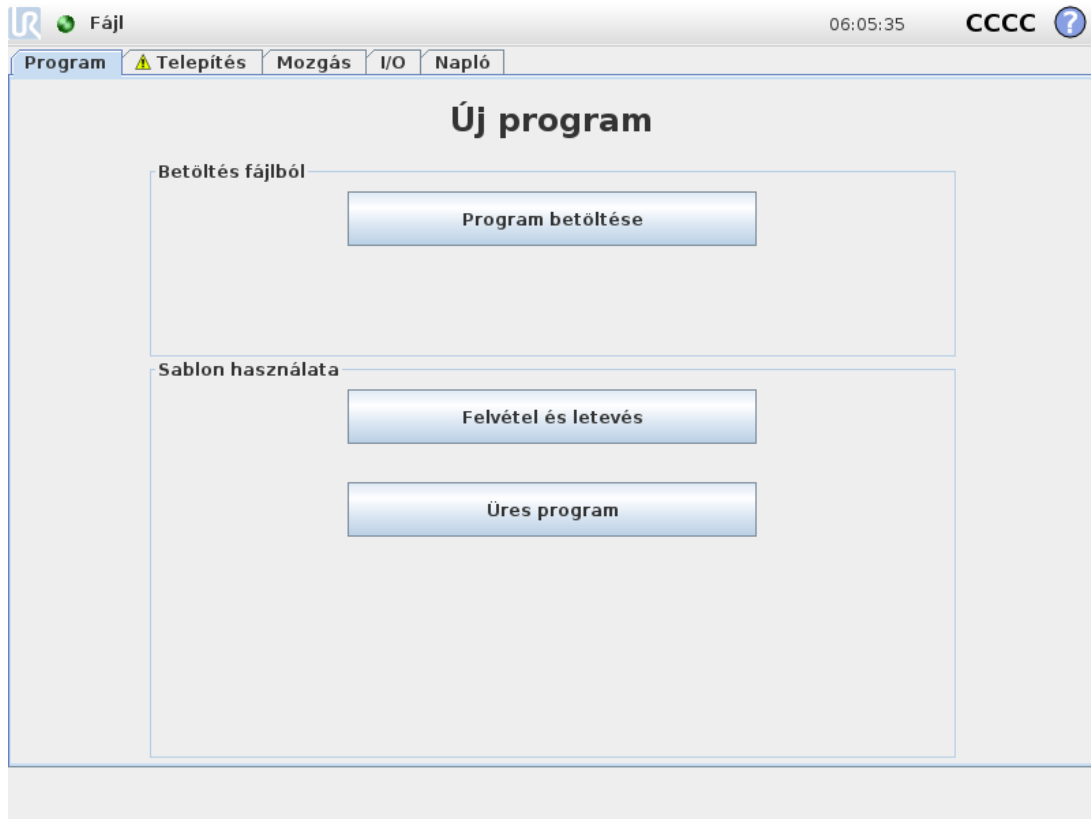 UR Fájl 06:05:35 CCCC ?
Program Telepítés Mozgás I/O Napló
Új program
Betöltés fájlból
Program betöltése
Sablon használata
Felvétel és letevés
Üres program